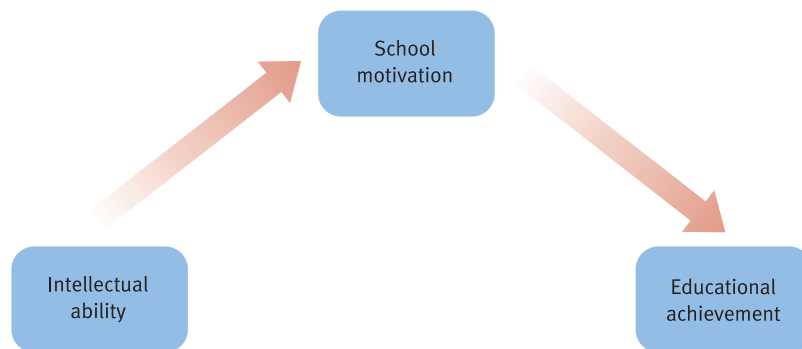 School
motivation
Intellectual
ability
Educational
achievement